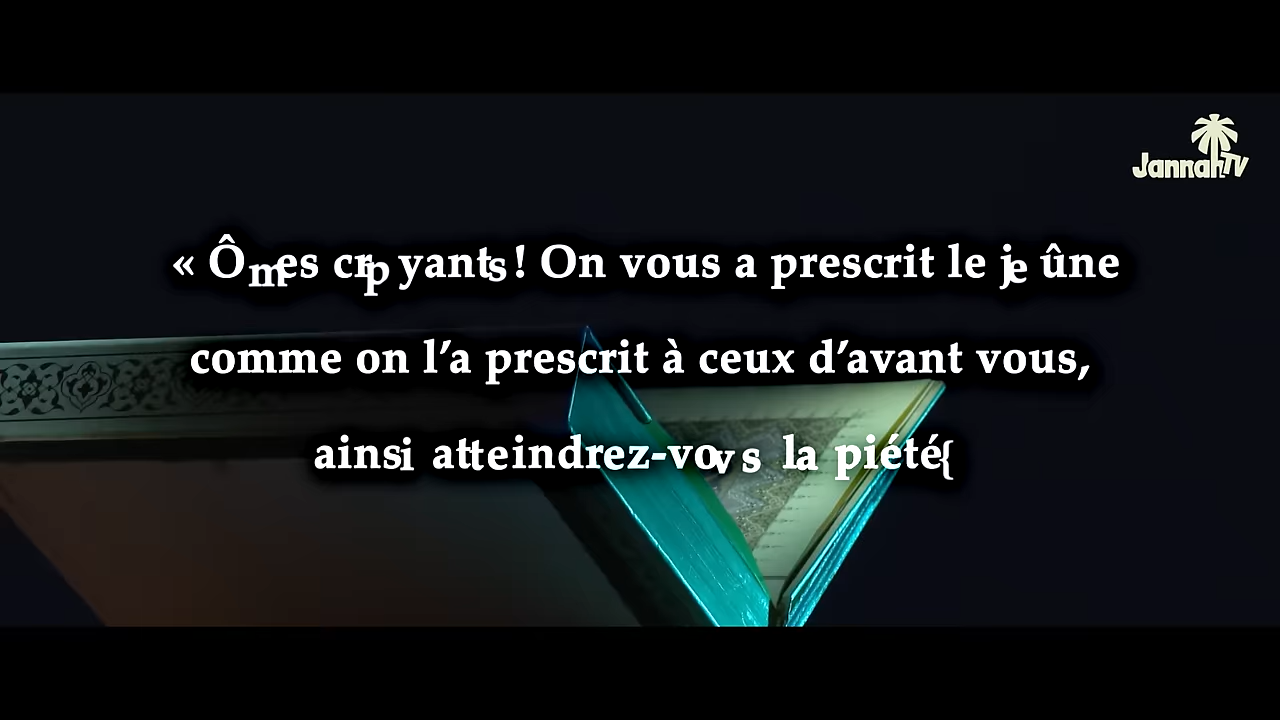 JannahTV
« Ô mes croyants ! On vous a prescrit le jeûne
comme on l’a prescrit à ceux d’avant vous,
ainsi atteindrez-vous la piété